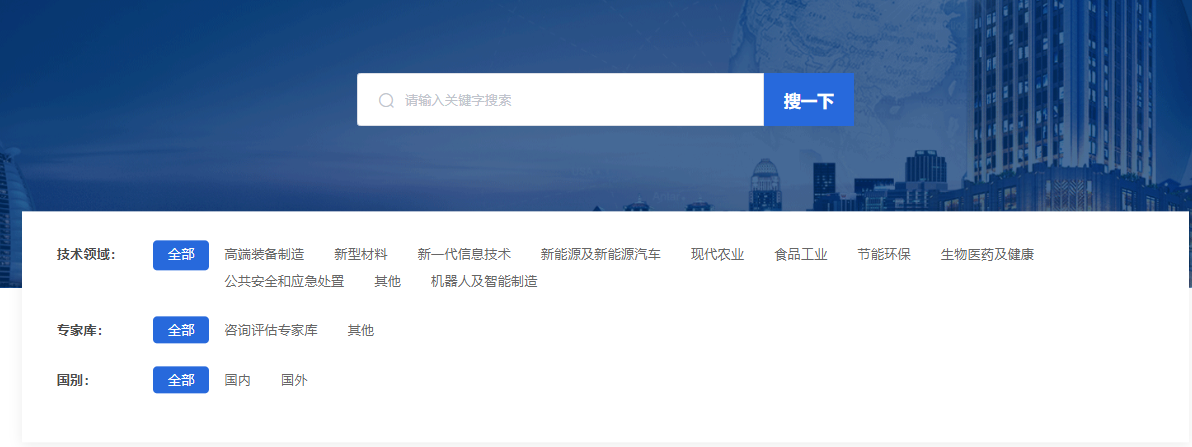 请输入关键字搜索 搜一下
技术领域： 全部 高端装备制造 新型材料 新一代信息技术 新能源及新能源汽车 现代农业 食品工业 节能环保 生物医药及健康
公共安全和应急处置 其他 机器人及智能制造
专家库： 全部 咨询评估专家库 其他
国别： 全部 国内 国外